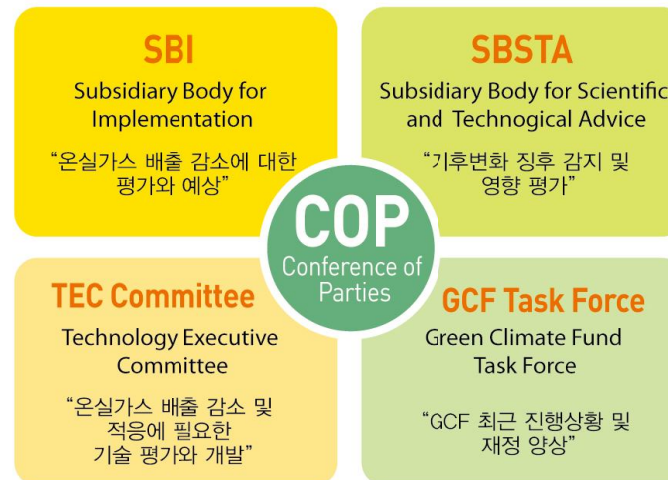 SBI
Subsidiary Body for
Implementation
“온실가스 배출 감소에 대한
평가와 예상”
SBSTA
Subsidiary Body for Scientific
and Technogical Advice
“기후변화 징후 감지 및
영향 평가”
COP
Conference of
Parties
TEC Committee
Technology Executive
Committee
“온실가스 배출 감소 및
적응에 필요한
기술 평가와 개발”
GCF Task Force
Green Climate Fund
Task Force
“GCF 최근 진행상황 및
재정 양상”